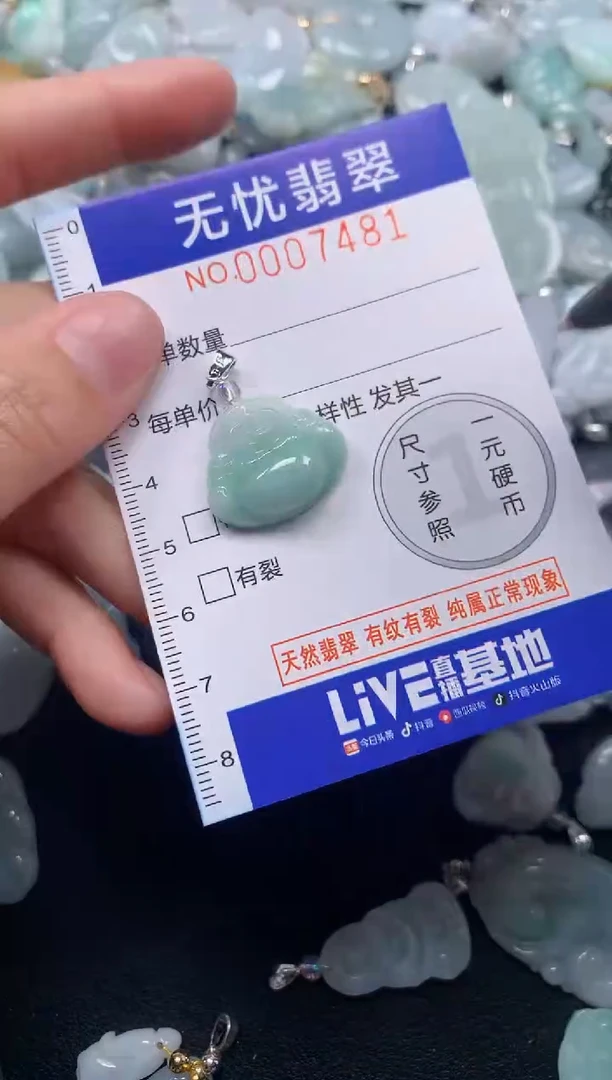 无忧翡翠
NO.0007481
0
1
单数量
3
每单价
样性 发其一
4
一元硬币
尺寸参照
1
5
有裂
6
天然翡翠 有纹有裂 纯属正常现象
7
LiVE直播基地
8
今日头条 抖音 西瓜视频 抖音火山版